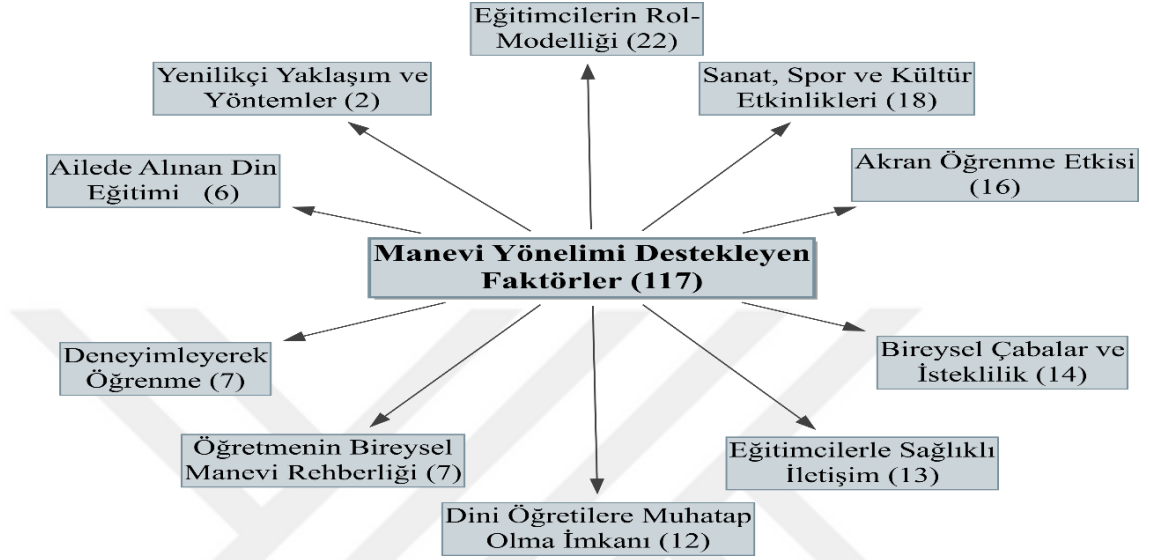 Eğitimcilerin Rol-
Modelliği (22)
Yenilikçi Yaklaşım ve
Yöntemler (2)
Sanat, Spor ve Kültür
Etkinlikleri (18)
Ailede Alınan Din
Eğitimi (6)
Akran Öğrenme Etkisi
(16)
Manevi Yönelimi Destekleyen
Faktörler (117)
Deneyimleyerek
Öğrenme (7)
Bireysel Çabalar ve
İsteklilik (14)
Öğretmenin Bireysel
Manevi Rehberliği (7)
Eğitimcilerle Sağlıklı
İletişim (13)
Dini Öğretilere Muhatap
Olma İmkanı (12)